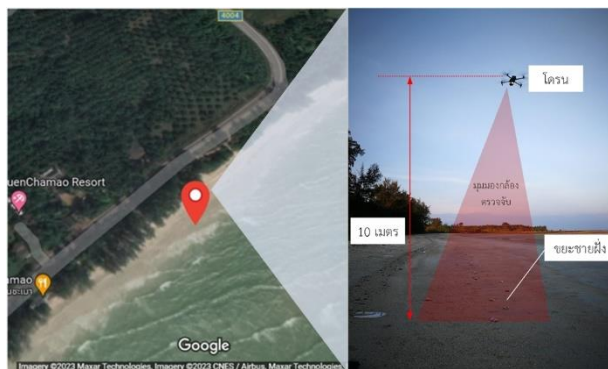 4004
uenChamao Resort
amao
Google
Imagery ©2023 Maxar Technologies, Imagery ©2023 CNES / Airbus, Maxar Technologies,
โดรน
มุมมองกล้อง
ตรวจจับ
10 เมตร
ขยะชายฝั่ง